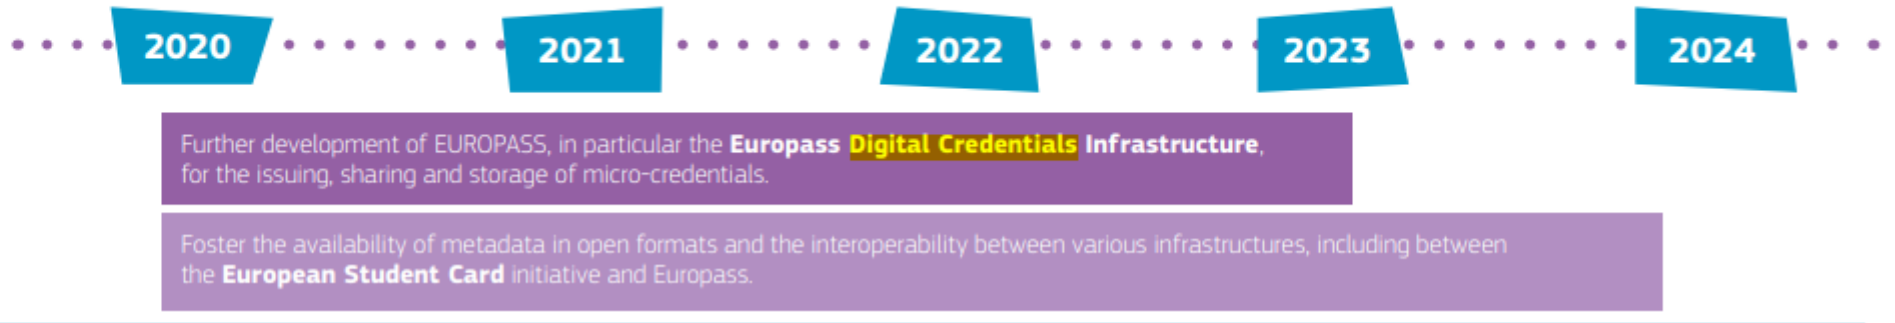 2020 2021 2022 2023 2024
Further development of EUROPASS, in particular the Europass Digital Credentials Infrastructure,
for the issuing, sharing and storage of micro-credentials.
Foster the availability of metadata in open formats and the interoperability between various infrastructures, including between
the European Student Card initiative and Europass.